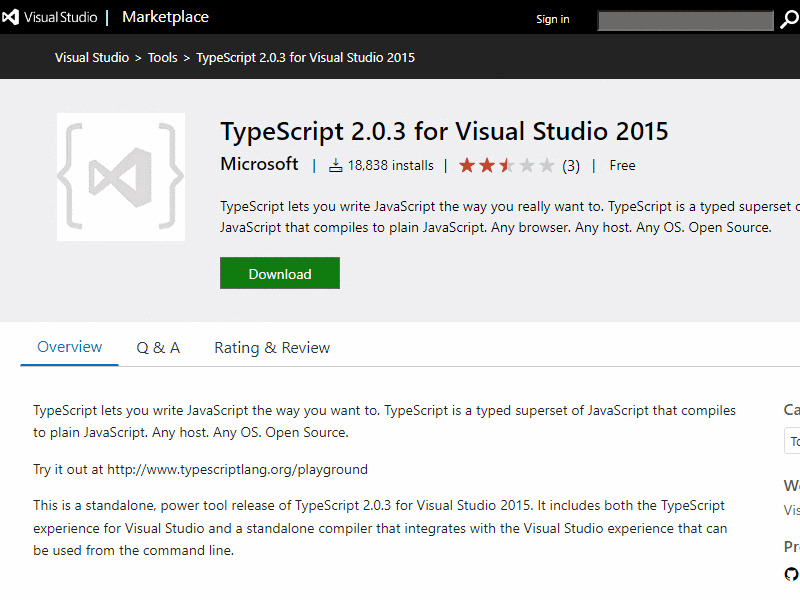 Visual Studio | Marketplace
Sign in
Visual Studio > Tools > TypeScript 2.0.3 for Visual Studio 2015
TypeScript 2.0.3 for Visual Studio 2015
Microsoft | 18,838 installs | (3) | Free
TypeScript lets you write JavaScript the way you really want to. TypeScript is a typed superset
JavaScript that compiles to plain JavaScript. Any browser. Any host. Any OS. Open Source.
Download
Overview
Q & A
Rating & Review
TypeScript lets you write JavaScript the way you want to. TypeScript is a typed superset of JavaScript that compiles
to plain JavaScript. Any host. Any OS. Open Source.
Try it out at http://www.typescriptlang.org/playground
This is a standalone, power tool release of TypeScript 2.0.3 for Visual Studio 2015. It includes both the TypeScript
experience for Visual Studio and a standalone compiler that integrates with the Visual Studio experience that can
be used from the command line.